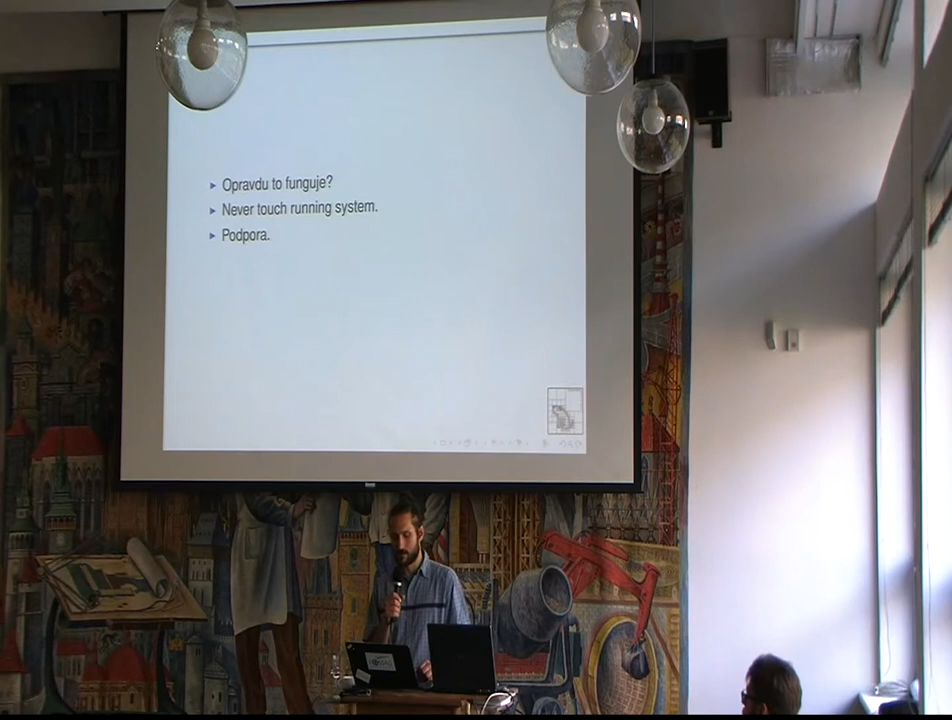 Opravdu to funguje?
Never touch running system.
Podpora.